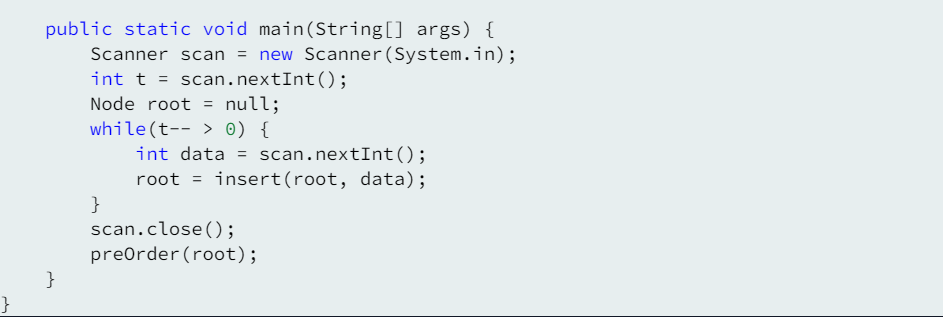 public static void main(String[] args) {
Scanner scan = new Scanner(System.in);
int t = scan.nextInt();
Node root = null;
while(t-- > 0) {
int data = scan.nextInt();
root = insert(root, data);
}
scan.close();
preOrder(root);
}
}